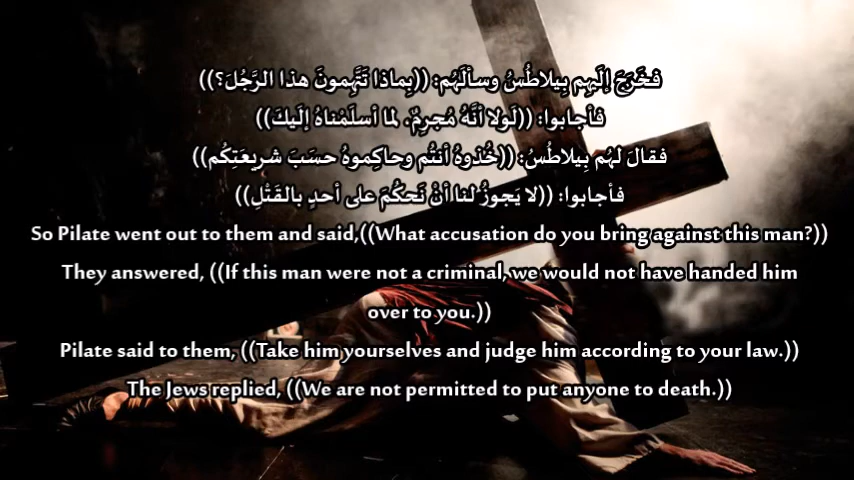 فخَرَجَ إلَيهِم بِيلاطُسُ وسألَهُم: ((بِماذا تَتَّهِمونَ هذا الرَّجُلَ؟))
فأجابوا: ((لَولا أنَّهُ مُجرِمٌ. لما أسلَمْناهُ إلَيكَ))
فقالَ لهُم بِيلاطُسُ: ((خُذوهُ أنتُم وحاكِموهُ حسَبَ شريعَتِكُم))
فأجابوا: ((لا يَجوزُ لنا أنْ نَحكُمَ على أحدٍ بالقَتْلِ))
So Pilate went out to them and said,((What accusation do you bring against this man?))
They answered, ((If this man were not a criminal, we would not have handed him
over to you.))
Pilate said to them, ((Take him yourselves and judge him according to your law.))
The Jews replied, ((We are not permitted to put anyone to death.))